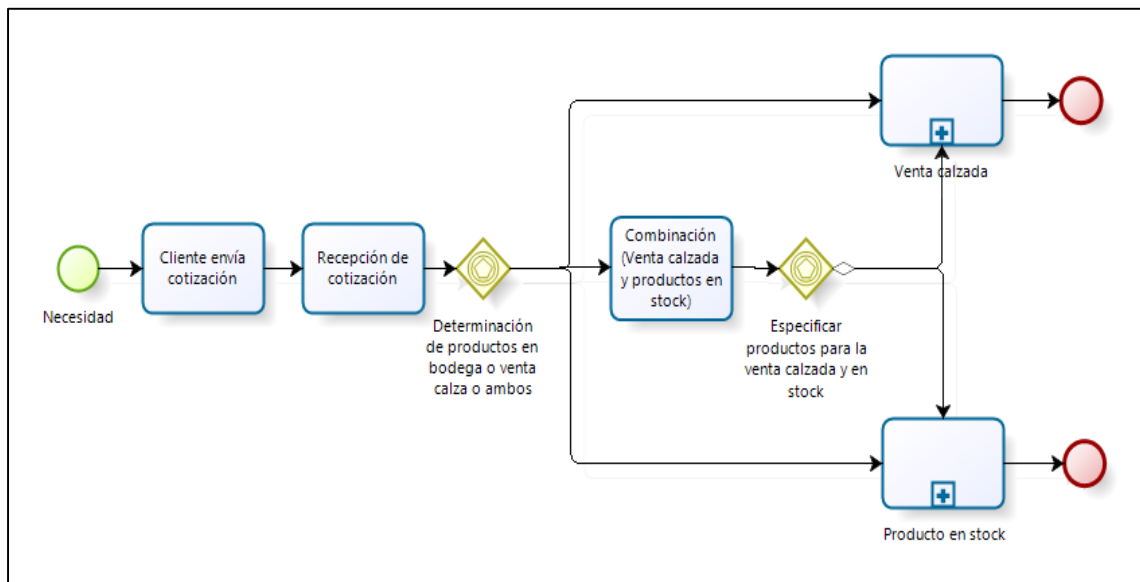 Necesidad
Cliente envía
cotización
Recepción de
cotización
Determinación
de productos en
bodega o venta
calza o ambos
Combinación
(Venta calzada
y productos en
stock)
Especificar
productos para la
venta calzada y en
stock
Venta calzada
Producto en stock